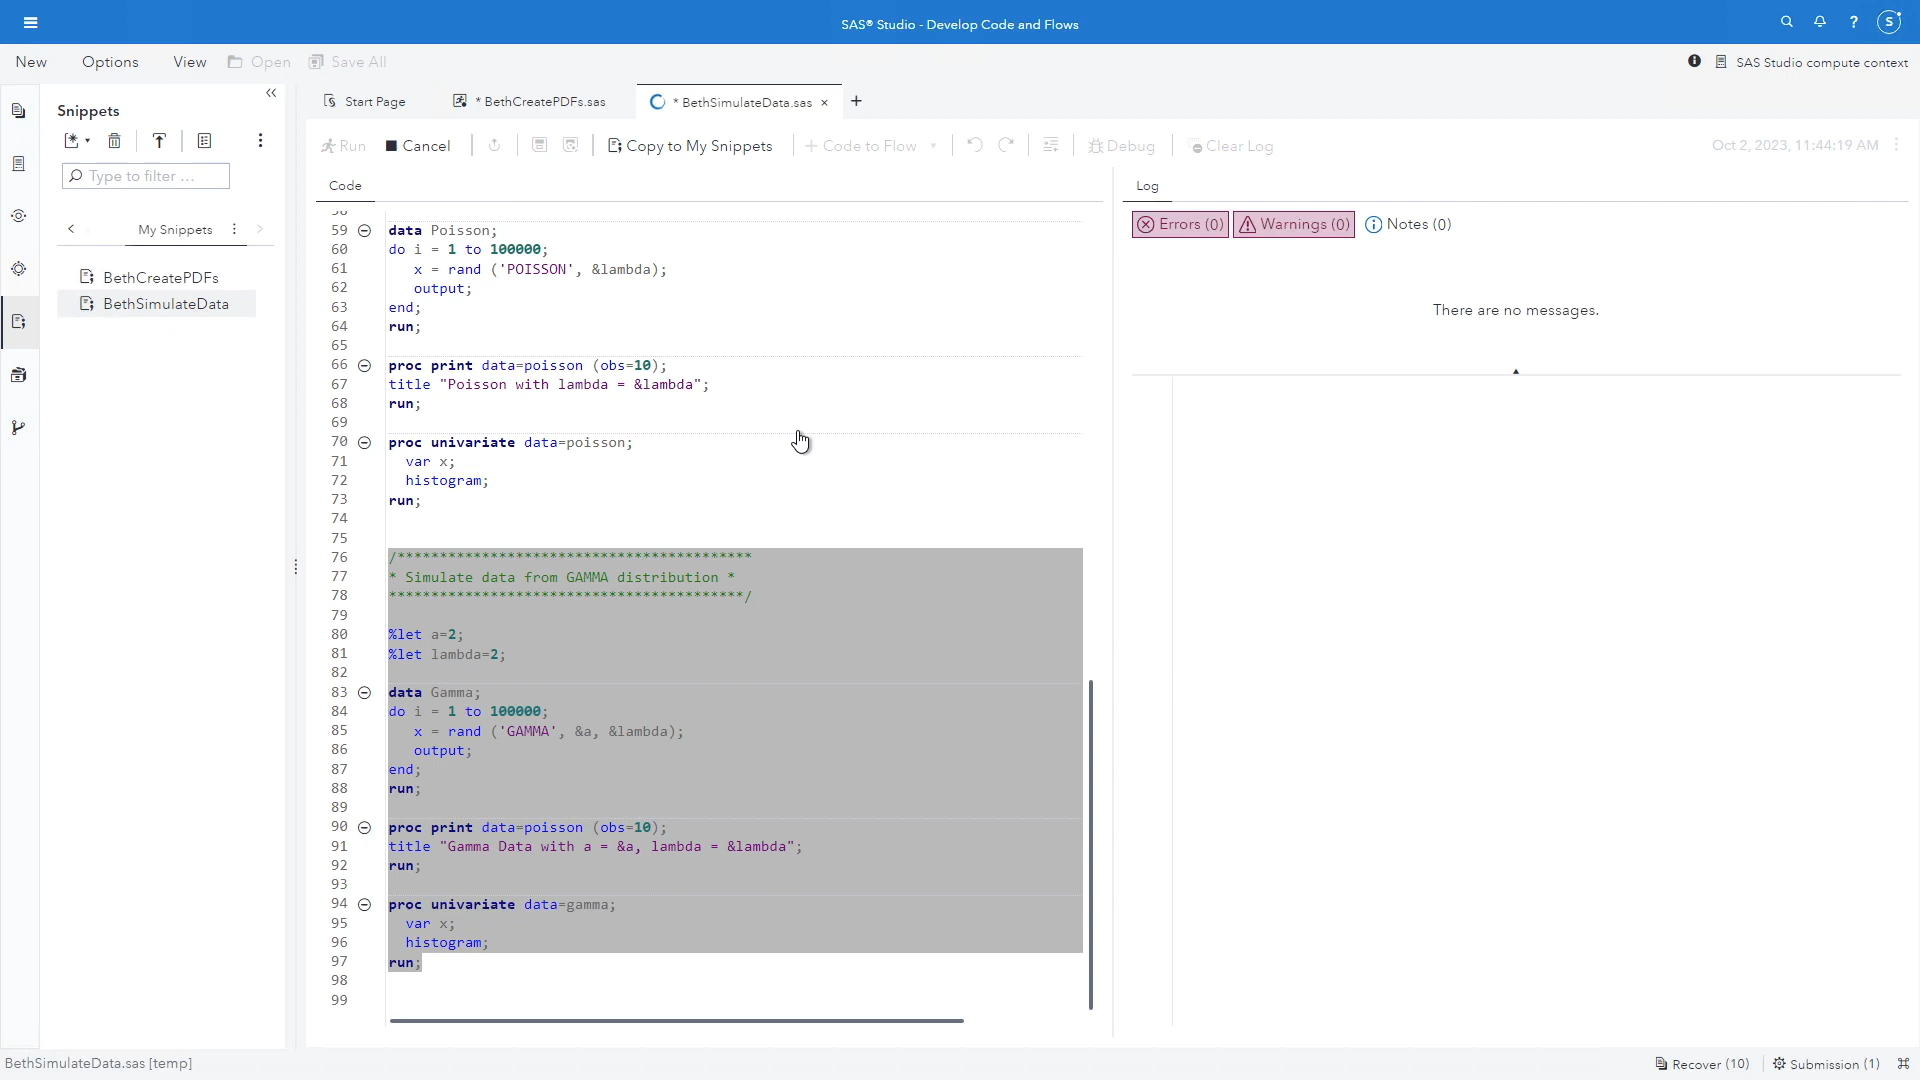 SAS® Studio - Develop Code and Flows
?
S
New
Options
View
Open
Save All
SAS Studio compute context
Snippets
Type to filter ...
My Snippets
BethCreatePDFs
BethSimulateData
Start Page
* BethCreatePDFs.sas
* BethSimulateData.sas
Run
Cancel
Copy to My Snippets
Code to Flow
Debug
Clear Log
Oct 2, 2023, 11:44:19 AM
Code
59 data Poisson;
60 do i = 1 to 100000;
61 x = rand ('POISSON', &lambda);
62 output;
63 end;
64 run;
65
66 proc print data=poisson (obs=10);
67 title "Poisson with lambda = &lambda";
68 run;
69
70 proc univariate data=poisson;
71 var x;
72 histogram;
73 run;
74
75
76 /******************************************
77 * Simulate data from GAMMA distribution *
78 ******************************************/
79
80 %let a=2;
81 %let lambda=2;
82
83 data Gamma;
84 do i = 1 to 100000;
85 x = rand ('GAMMA', &a, &lambda);
86 output;
87 end;
88 run;
89
90 proc print data=poisson (obs=10);
91 title "Gamma Data with a = &a, lambda = &lambda";
92 run;
93
94 proc univariate data=gamma;
95 var x;
96 histogram;
97 run;
98
99
Log
Errors (0)
Warnings (0)
Notes (0)
There are no messages.
BethSimulateData.sas [temp]
Recover (10)
Submission (1)